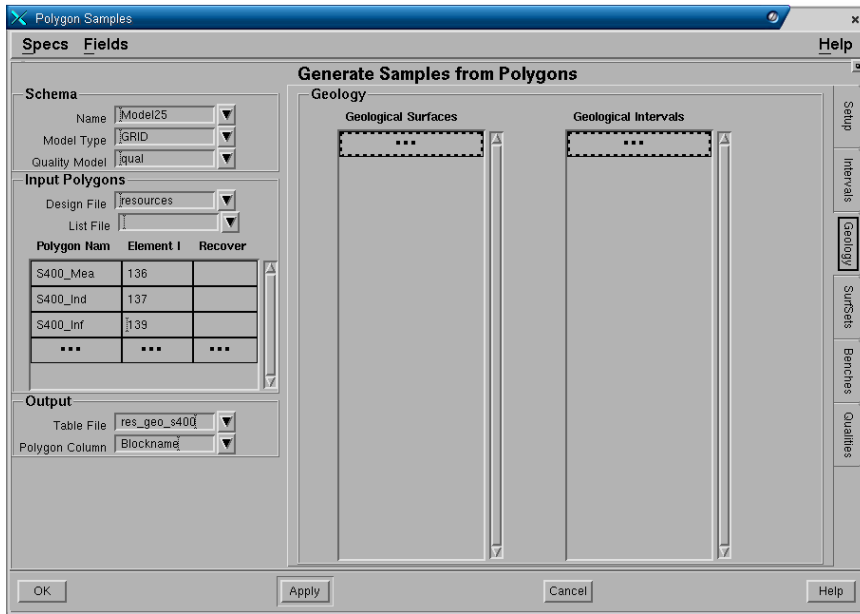 Polygon Samples
Specs Fields Help
Generate Samples from Polygons
Schema
Name Model25
Model Type GRID
Quality Model qual
Input Polygons
Design File resources
List File
Polygon Nam Element I Recover
S400_Mea 136
S400_Ind 137
S400_Inf 139
... ... ...
Output
Table File res_geo_s400
Polygon Column Blockname
Geology
Geological Surfaces Geological Intervals
... ...
Setup
Intervals
Geology
SurfSets
Benches
Qualities
OK Apply Cancel Help